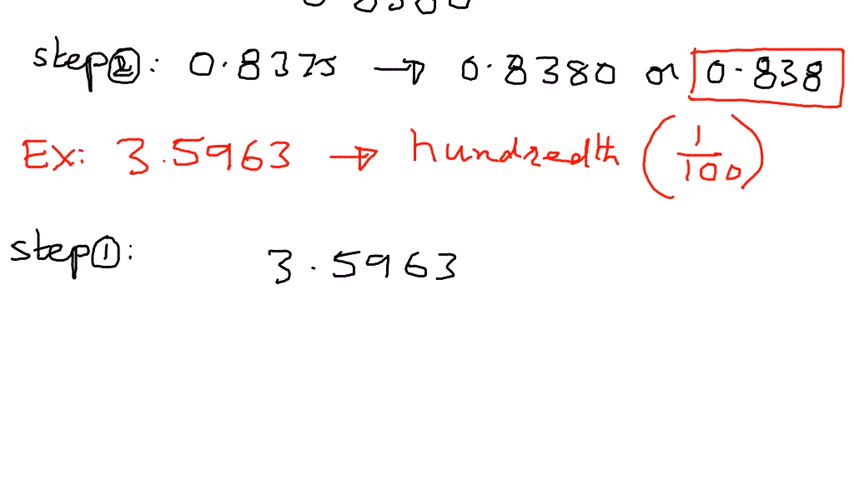 step②: 0.8375 → 0.8380 or 0.838
Ex: 3.5963 → hundredth (1/100)
step①: 3.5963